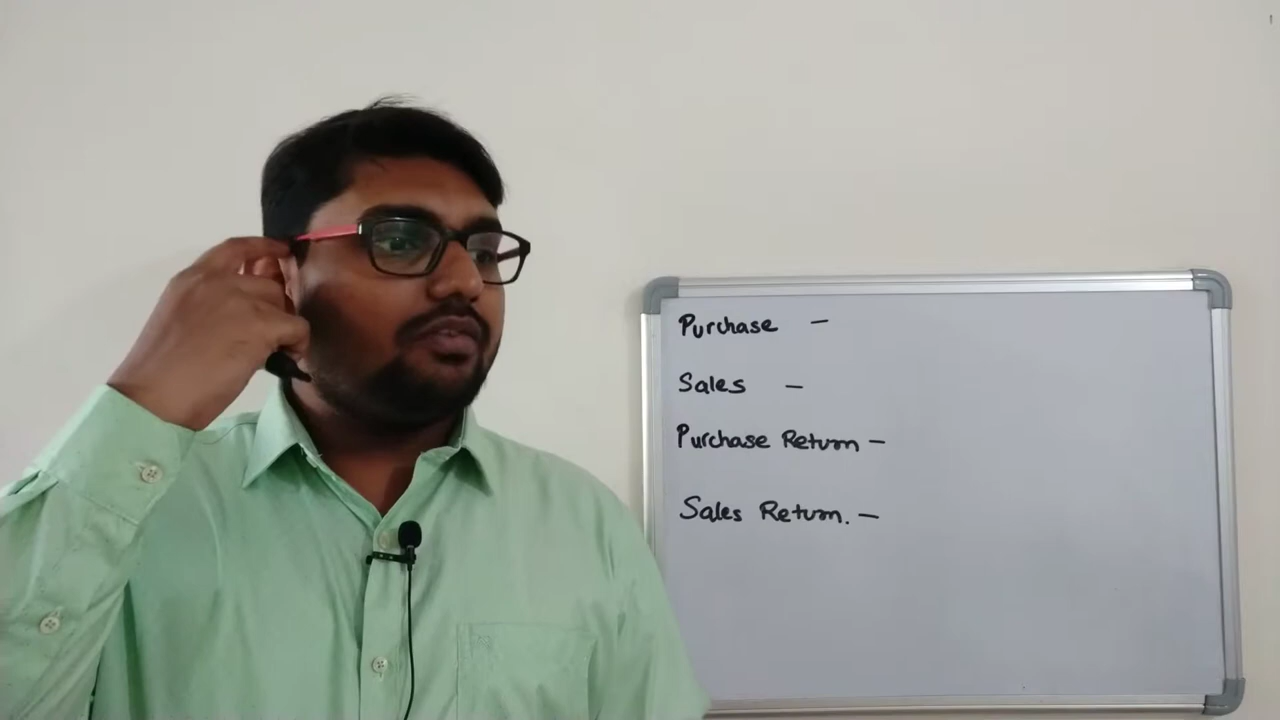 Purchase -
Sales -
Purchase Return -
Sales Return. -